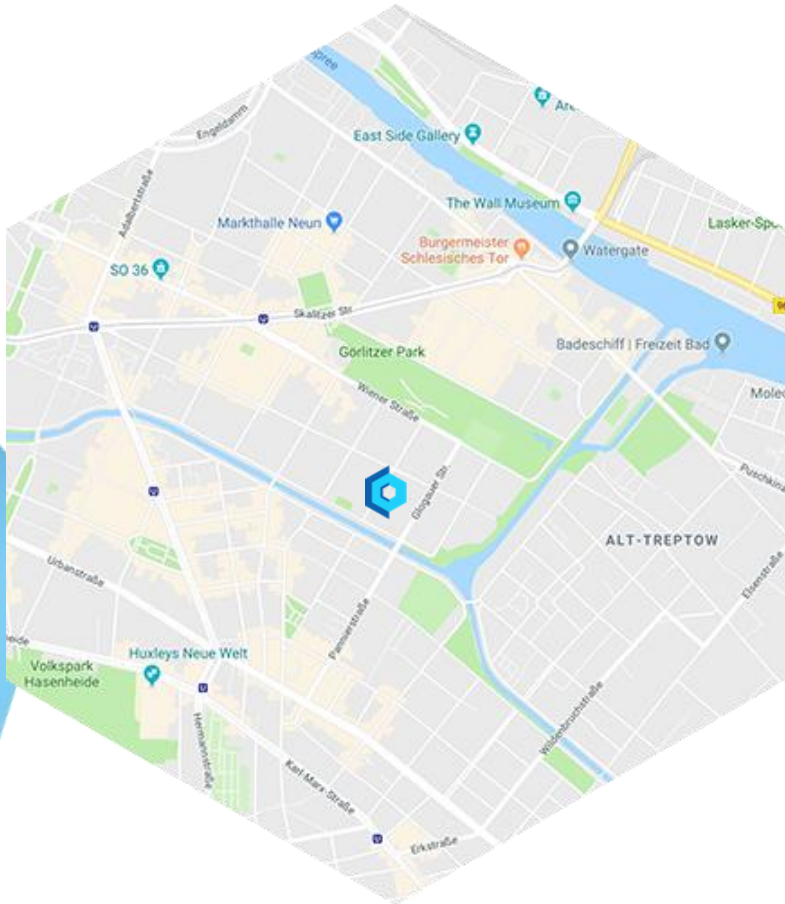 Spree
Engeldamm
East Side Gallery
Adalbertstraße
The Wall Museum
Markthalle Neun
Lasker-Spo
Burgermeister
Schlesisches Tor
Watergate
SO 36
Skalitzer Str.
Badeschiff | Freizeit Bad
Görlitzer Park
Wiener Straße
Glogauer Str.
Puschkina
ALT-TREPTOW
Elsenstraße
Urbanstraße
Pannierstraße
Huxleys Neue Welt
Volkspark
Hasenheide
Wildenbruchstraße
Hermannstraße
Karl-Marx-Straße
Erkstraße